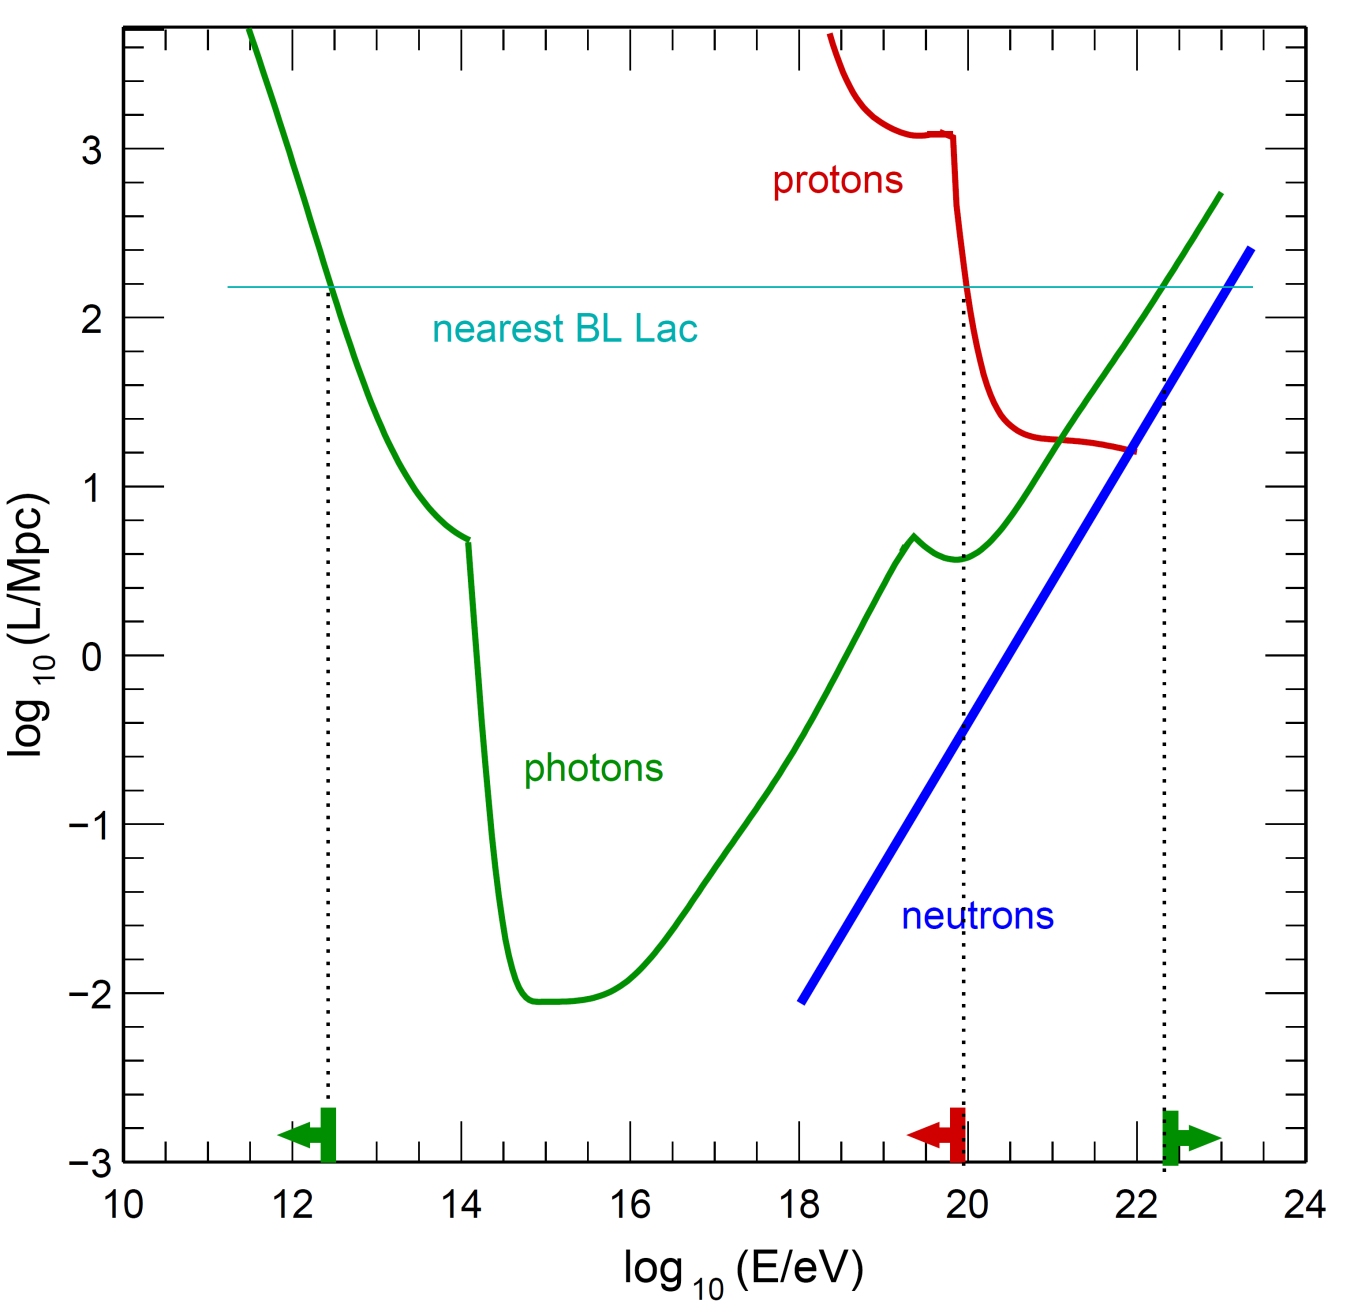 3
protons
nearest BL Lac
2
1
log 10 (L/Mpc)
0
photons
−1
neutrons
−2
−3
10 12 14 16 18 20 22 24
log 10 (E/eV)